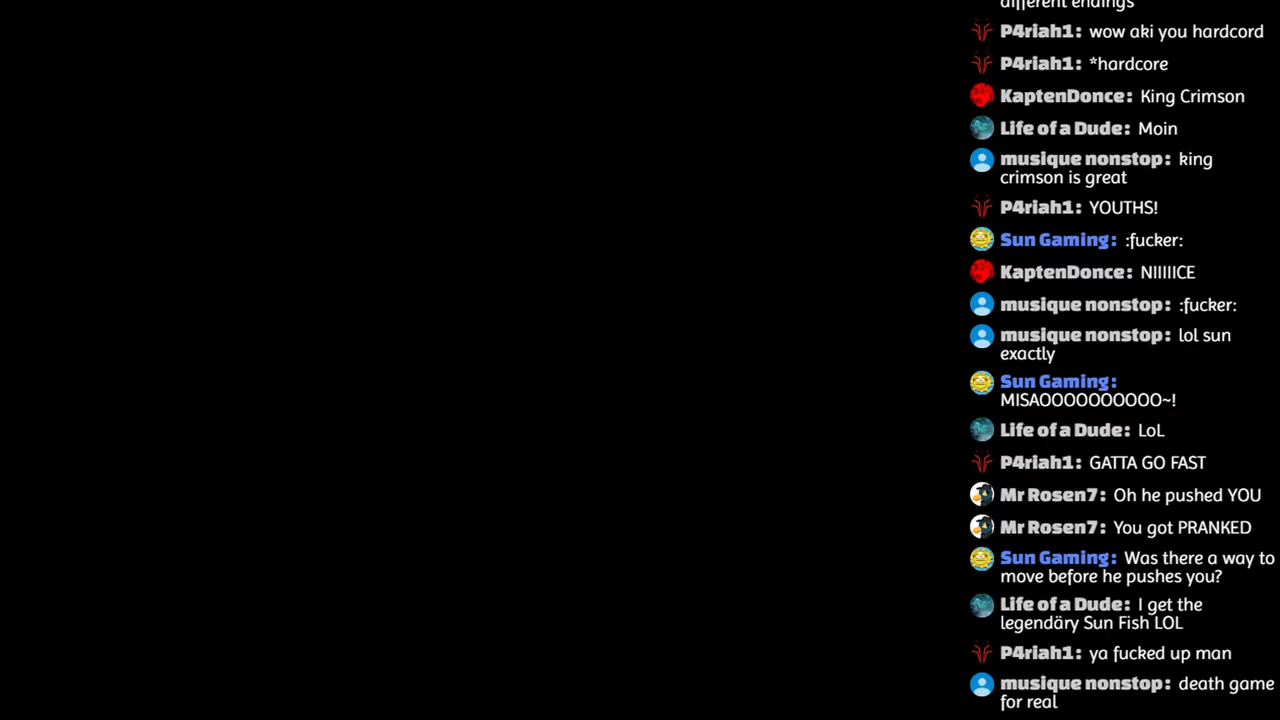 different endings
P4riah1: wow aki you hardcord
P4riah1: *hardcore
KaptenDonce: King Crimson
Life of a Dude: Moin
musique nonstop: king
crimson is great
P4riah1: YOUTHS!
Sun Gaming: :fucker:
KaptenDonce: NIIIIICE
musique nonstop: :fucker:
musique nonstop: lol sun
exactly
Sun Gaming:
MISAOOOOOOOOOO~!
Life of a Dude: LoL
P4riah1: GATTA GO FAST
Mr Rosen7: Oh he pushed YOU
Mr Rosen7: You got PRANKED
Sun Gaming: Was there a way to
move before he pushes you?
Life of a Dude: I get the
legendäry Sun Fish LOL
P4riah1: ya fucked up man
musique nonstop: death game
for real